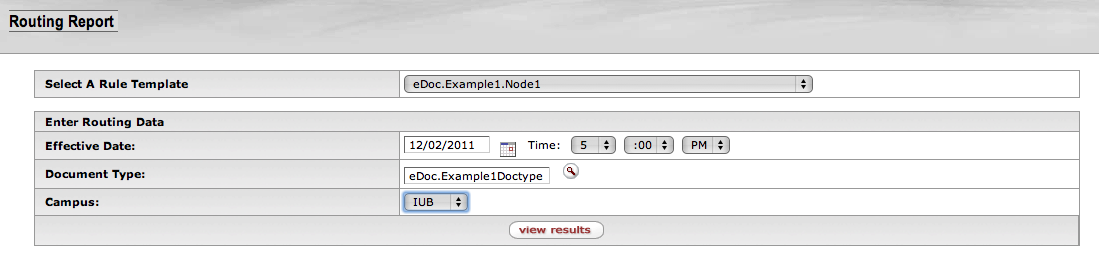 Routing Report
Select A Rule Template eDoc.Example1.Node1
Enter Routing Data
Effective Date: 12/02/2011 Time: 5 :00 PM
Document Type: eDoc.Example1Doctype
Campus: IUB
view results